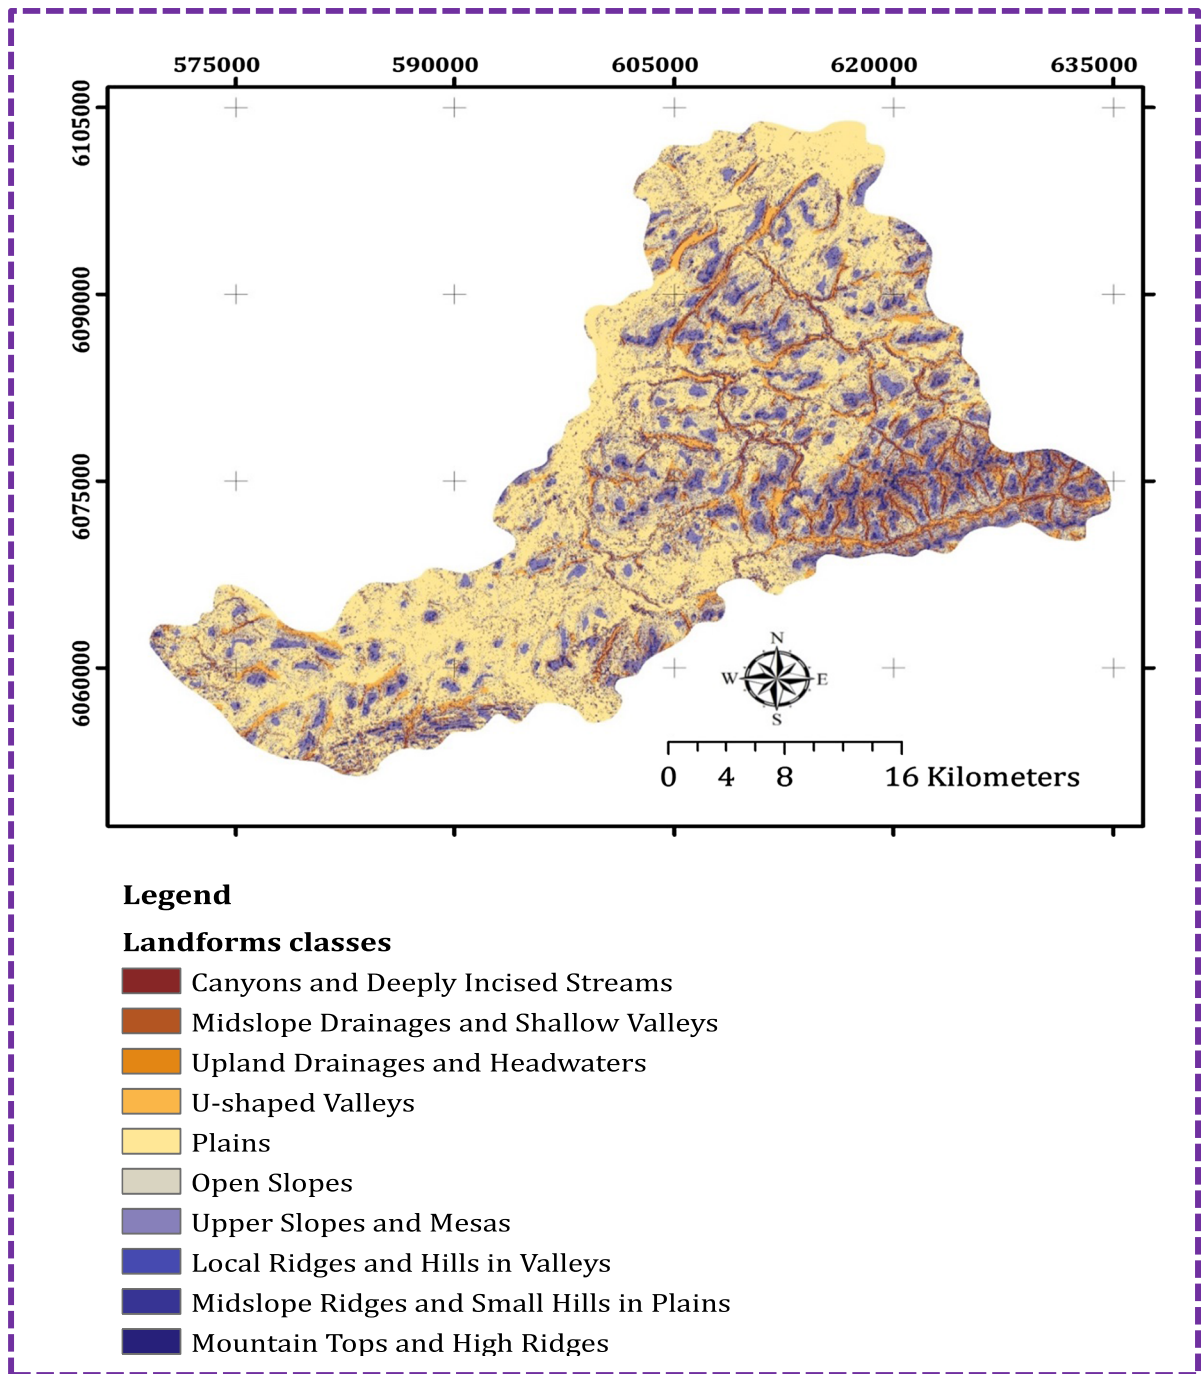 575000 590000 605000 620000 635000
6105000
6090000
6075000
6060000
N
W E
S
0 4 8 16 Kilometers
Legend
Landforms classes
Canyons and Deeply Incised Streams
Midslope Drainages and Shallow Valleys
Upland Drainages and Headwaters
U-shaped Valleys
Plains
Open Slopes
Upper Slopes and Mesas
Local Ridges and Hills in Valleys
Midslope Ridges and Small Hills in Plains
Mountain Tops and High Ridges